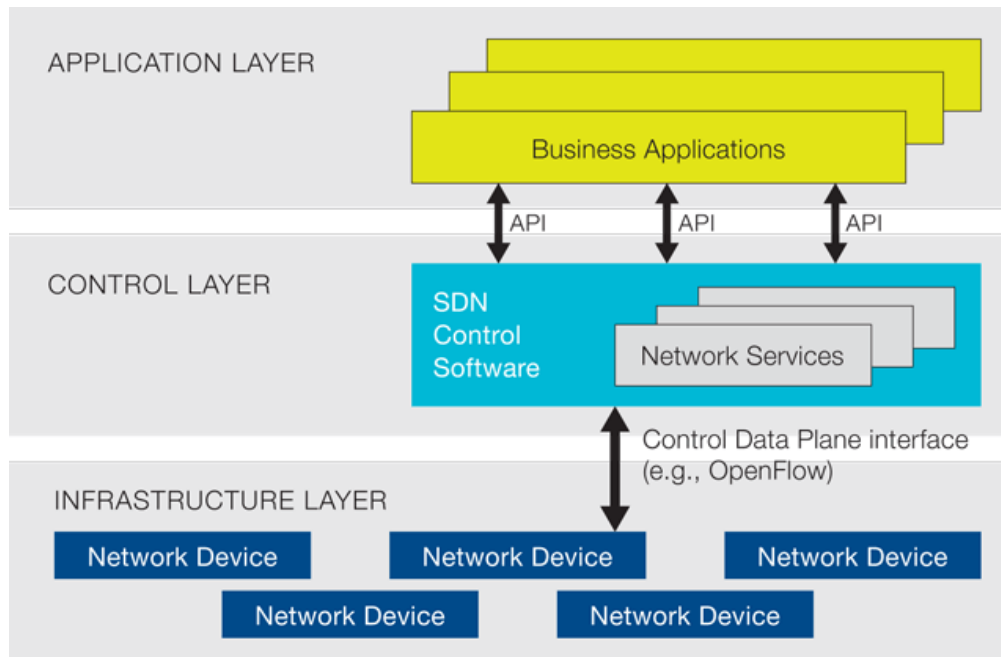 APPLICATION LAYER
Business Applications
API
API
API
CONTROL LAYER
SDN
Control
Software
Network Services
Control Data Plane interface
(e.g., OpenFlow)
INFRASTRUCTURE LAYER
Network Device
Network Device
Network Device
Network Device
Network Device